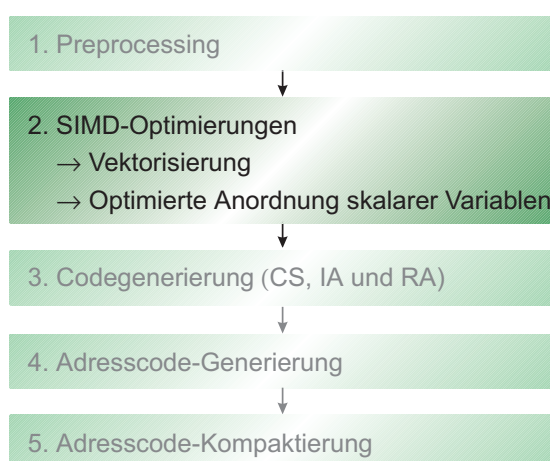 1. Preprocessing
2. SIMD-Optimierungen
→ Vektorisierung
→ Optimierte Anordnung skalarer Variablen
3. Codegenerierung (CS, IA und RA)
4. Adresscode-Generierung
5. Adresscode-Kompaktierung